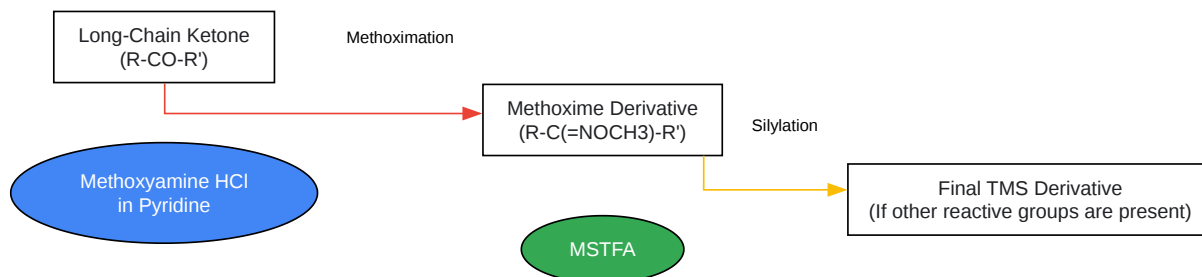 Long-Chain Ketone
(R-CO-R')
Methoximation
Methoxime Derivative
(R-C(=NOCH3)-R')
Silylation
Methoxyamine HCl
in Pyridine
Final TMS Derivative
(If other reactive groups are present)
MSTFA